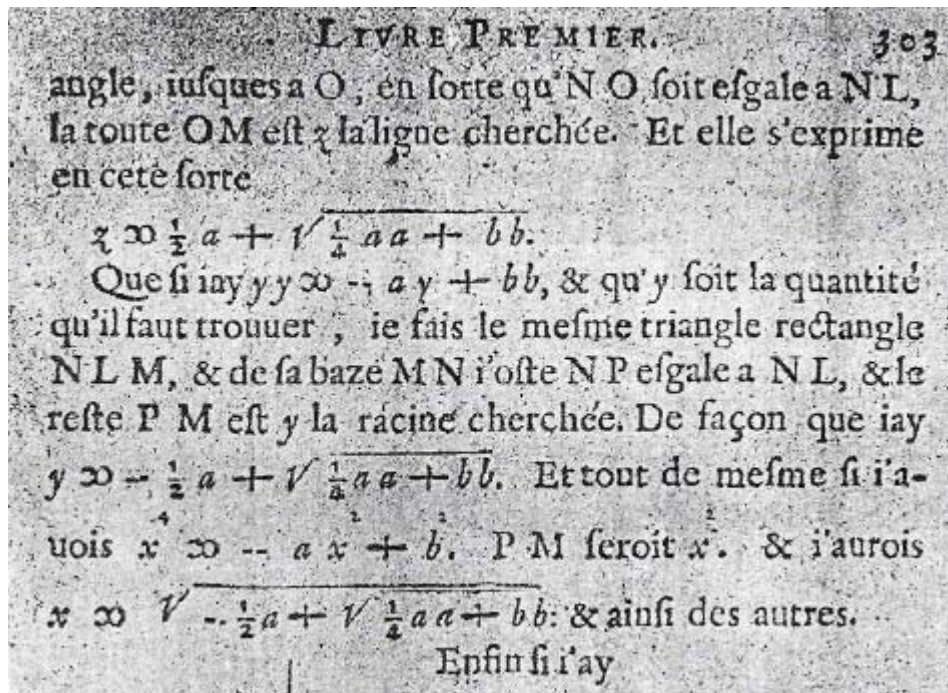 LIVRE PREMIER. 303
angle, iuſques a O, en ſorte qu'N O ſoit eſgale a N L,
la toute OM eſt z la ligne cherchée. Et elle s'exprime
en cete ſorte
z ∞ ½ a + √ ¼ aa + bb.
Que ſi iay yy ∞ -- ay + bb, & qu'y ſoit la quantité
qu'il faut trouuer, ie fais le meſme triangle rectangle
N L M, & de ſa baze M N i'oſte N P eſgale a N L, & le
reſte P M eſt y la racine cherchée. De façon que iay
y ∞ -- ½ a + √ ¼ aa + bb. Et tout de meſme ſi i'a-
uois x⁴ ∞ -- a x² + b². P M ſeroit x². & i'aurois
x ∞ √ -- ½ a + √ ¼ aa + bb: & ainſi des autres.
Enfin ſi i'ay